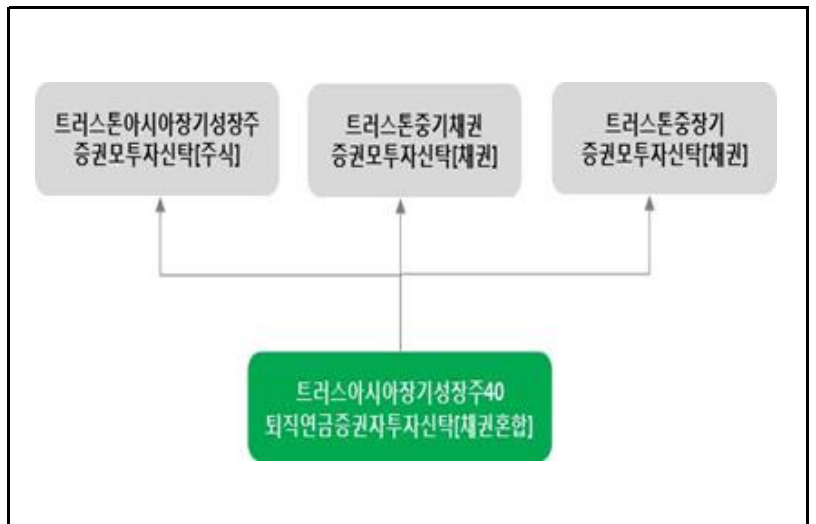 트러스톤아시아장기성장주
증권모투자신탁[주식]
트러스톤중기채권
증권모투자신탁[채권]
트러스톤중장기
증권모투자신탁[채권]
트러스아시아장기성장주40
퇴직연금증권자투자신탁[채권혼합]